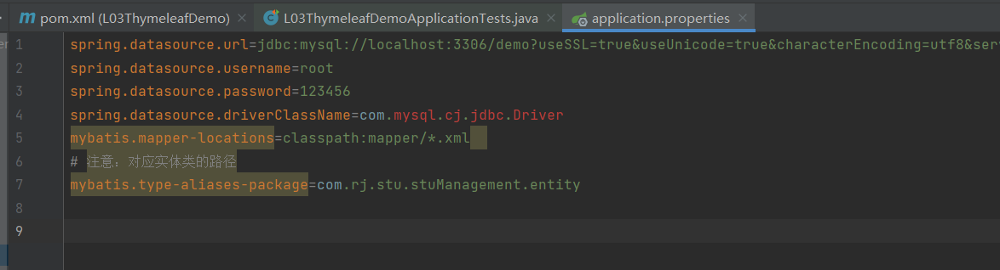 pom.xml (L03ThymeleafDemo) L03ThymeleafDemoApplicationTests.java application.properties
1 spring.datasource.url=jdbc:mysql://localhost:3306/demo?useSSL=true&useUnicode=true&characterEncoding=utf8&ser
2 spring.datasource.username=root
3 spring.datasource.password=123456
4 spring.datasource.driverClassName=com.mysql.cj.jdbc.Driver
5 mybatis.mapper-locations=classpath:mapper/*.xml
6 # 注意：对应实体类的路径
7 mybatis.type-aliases-package=com.rj.stu.stuManagement.entity
8
9